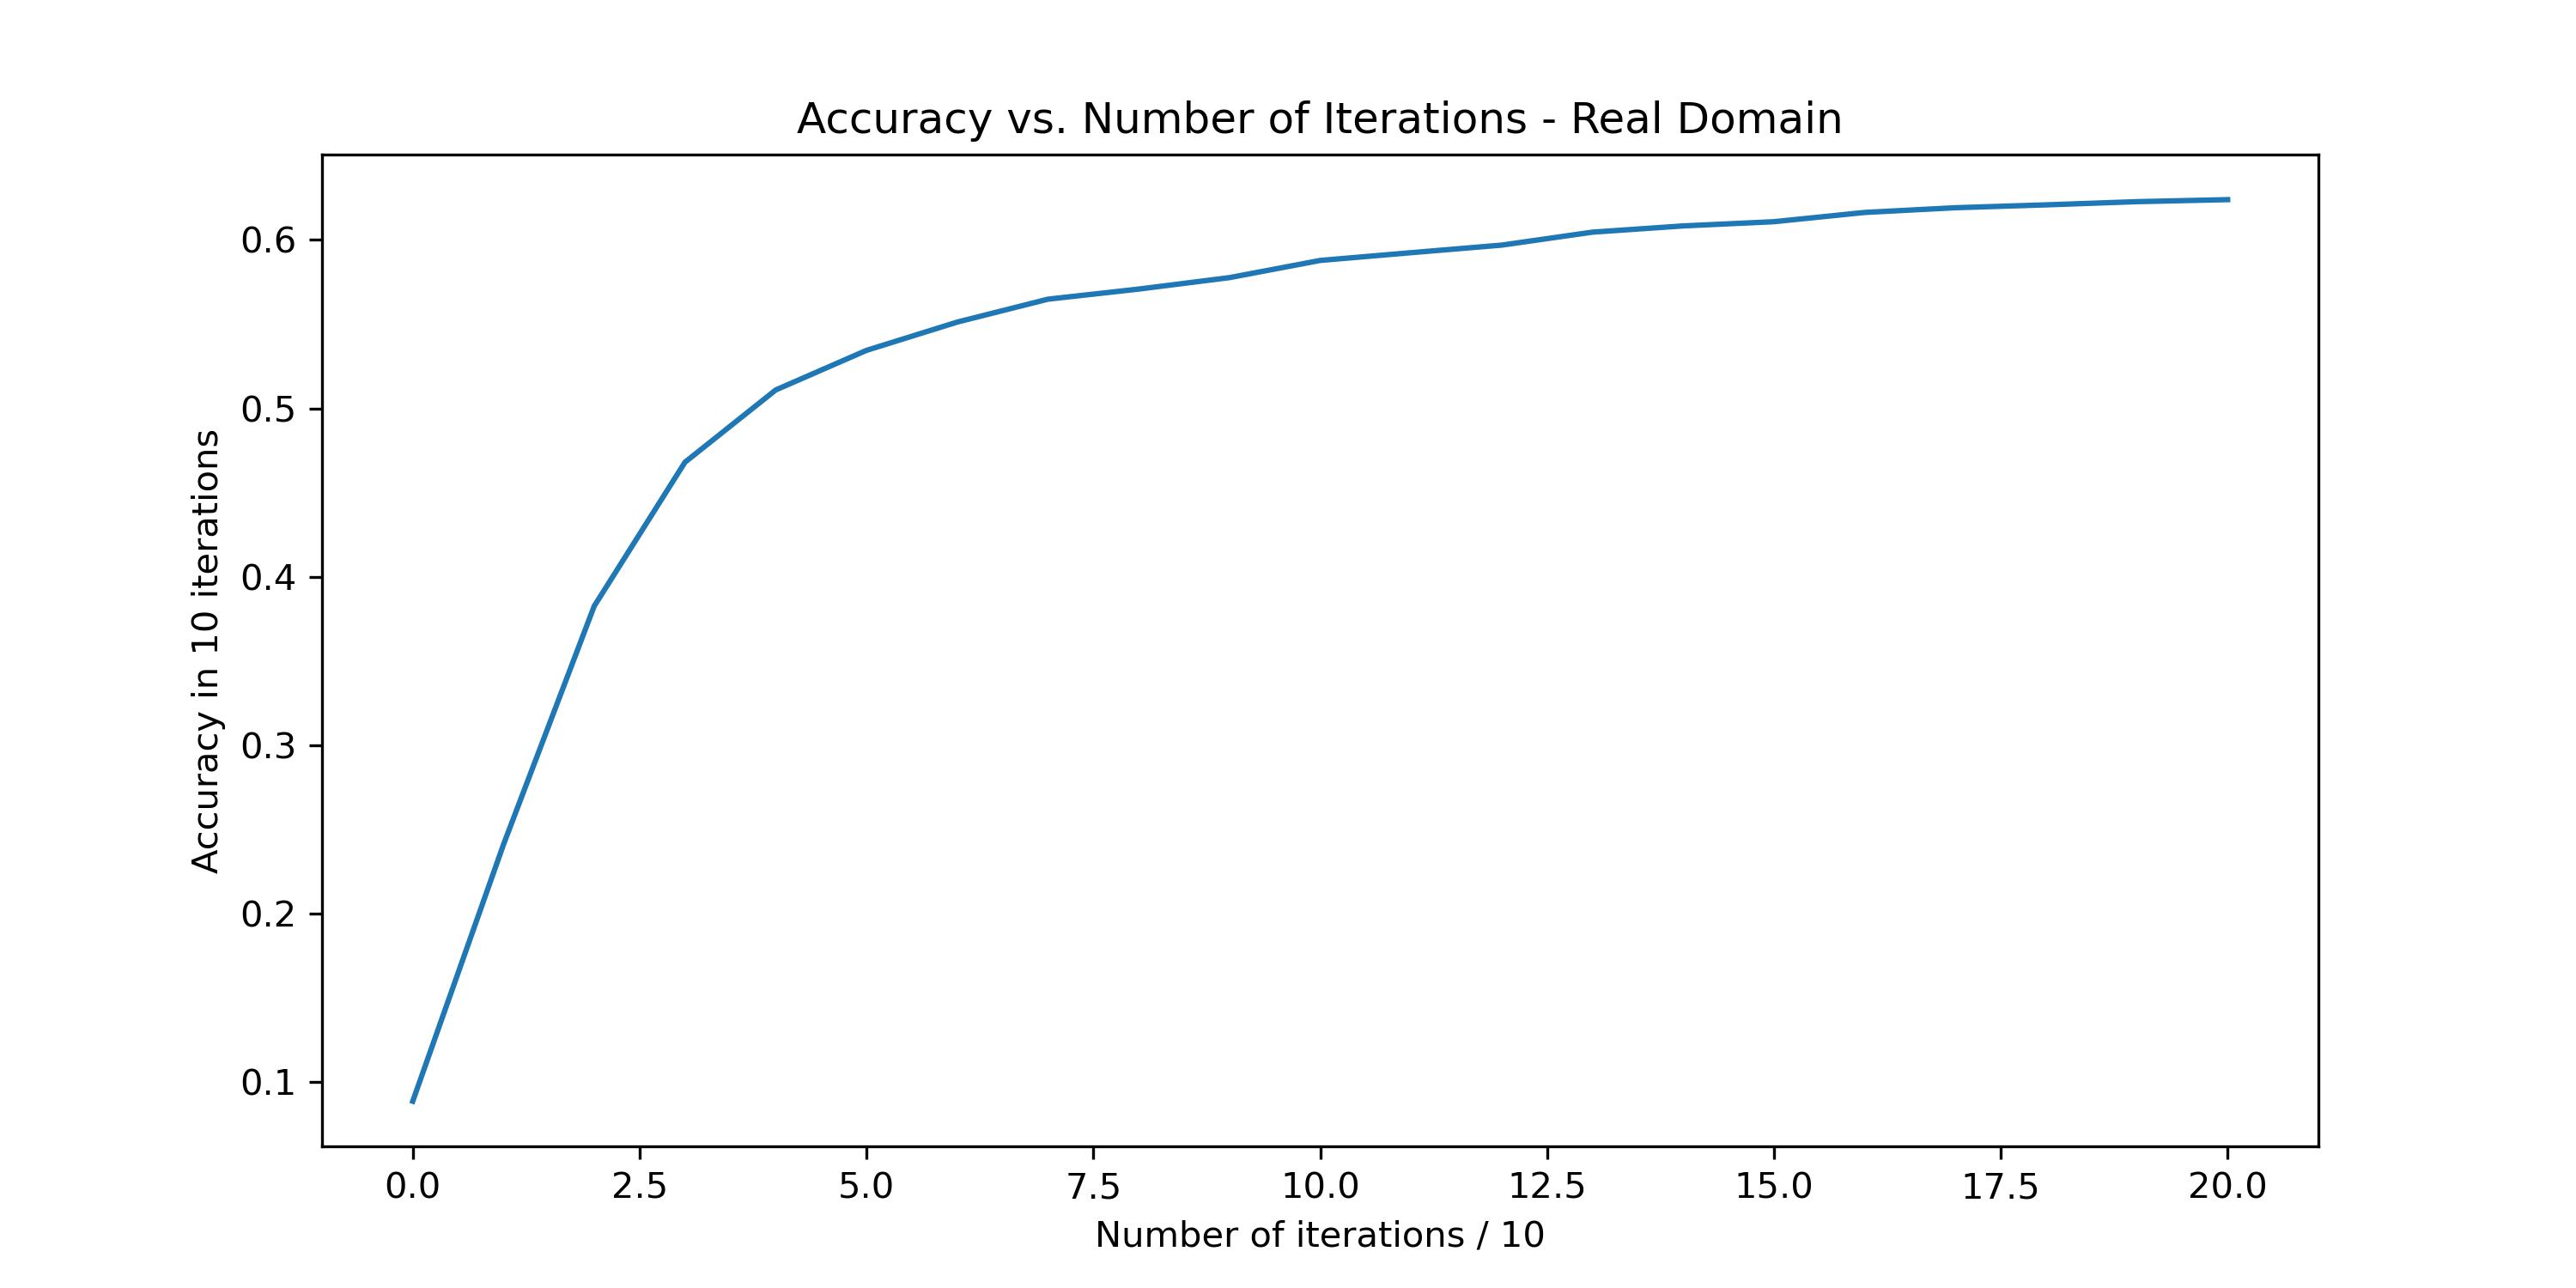 Accuracy vs. Number of Iterations - Real Domain
Accuracy in 10 iterations
0.6
0.5
0.4
0.3
0.2
0.1
0.0 2.5 5.0 7.5 10.0 12.5 15.0 17.5 20.0
Number of iterations / 10